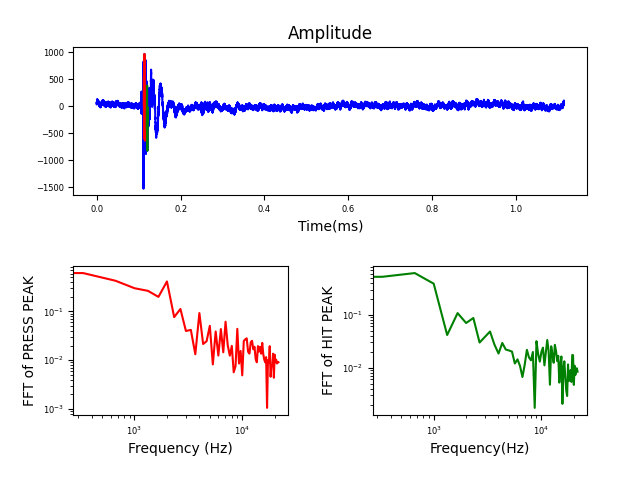 Amplitude
1000
500
0
−500
−1000
−1500
0.0 0.2 0.4 0.6 0.8 1.0
Time(ms)
FFT of PRESS PEAK
10⁻¹
10⁻²
10⁻³
10³ 10⁴
Frequency (Hz)
FFT of HIT PEAK
10⁻¹
10⁻²
10³ 10⁴
Frequency(Hz)